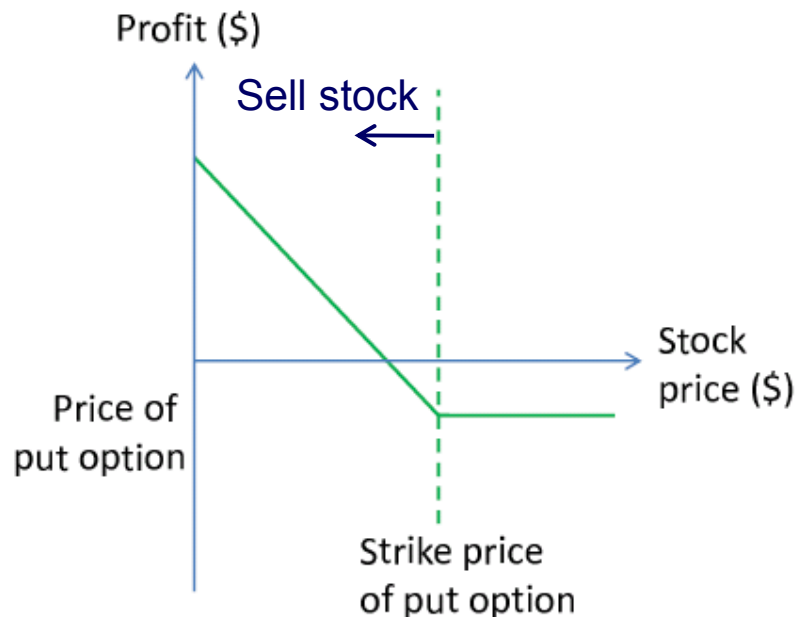 Profit ($)
Sell stock
Stock
price ($)
Price of
put option
Strike price
of put option